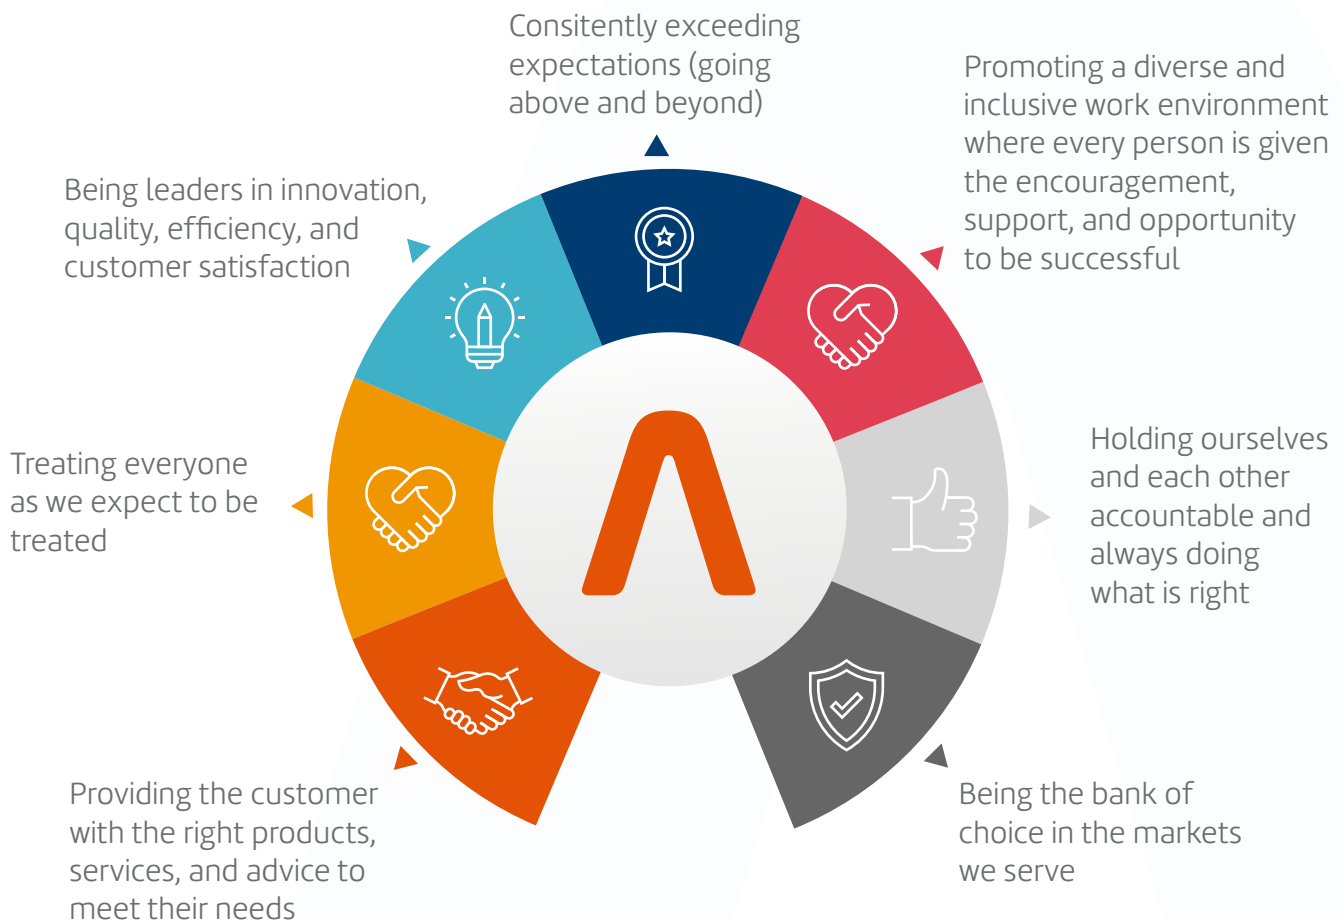 Consitently exceeding
expectations (going
above and beyond)
Promoting a diverse and
inclusive work environment
where every person is given
the encouragement,
support, and opportunity
to be successful
Being leaders in innovation,
quality, efficiency, and
customer satisfaction
Treating everyone
as we expect to be
treated
Holding ourselves
and each other
accountable and
always doing
what is right
Providing the customer
with the right products,
services, and advice to
meet their needs
Being the bank of
choice in the markets
we serve